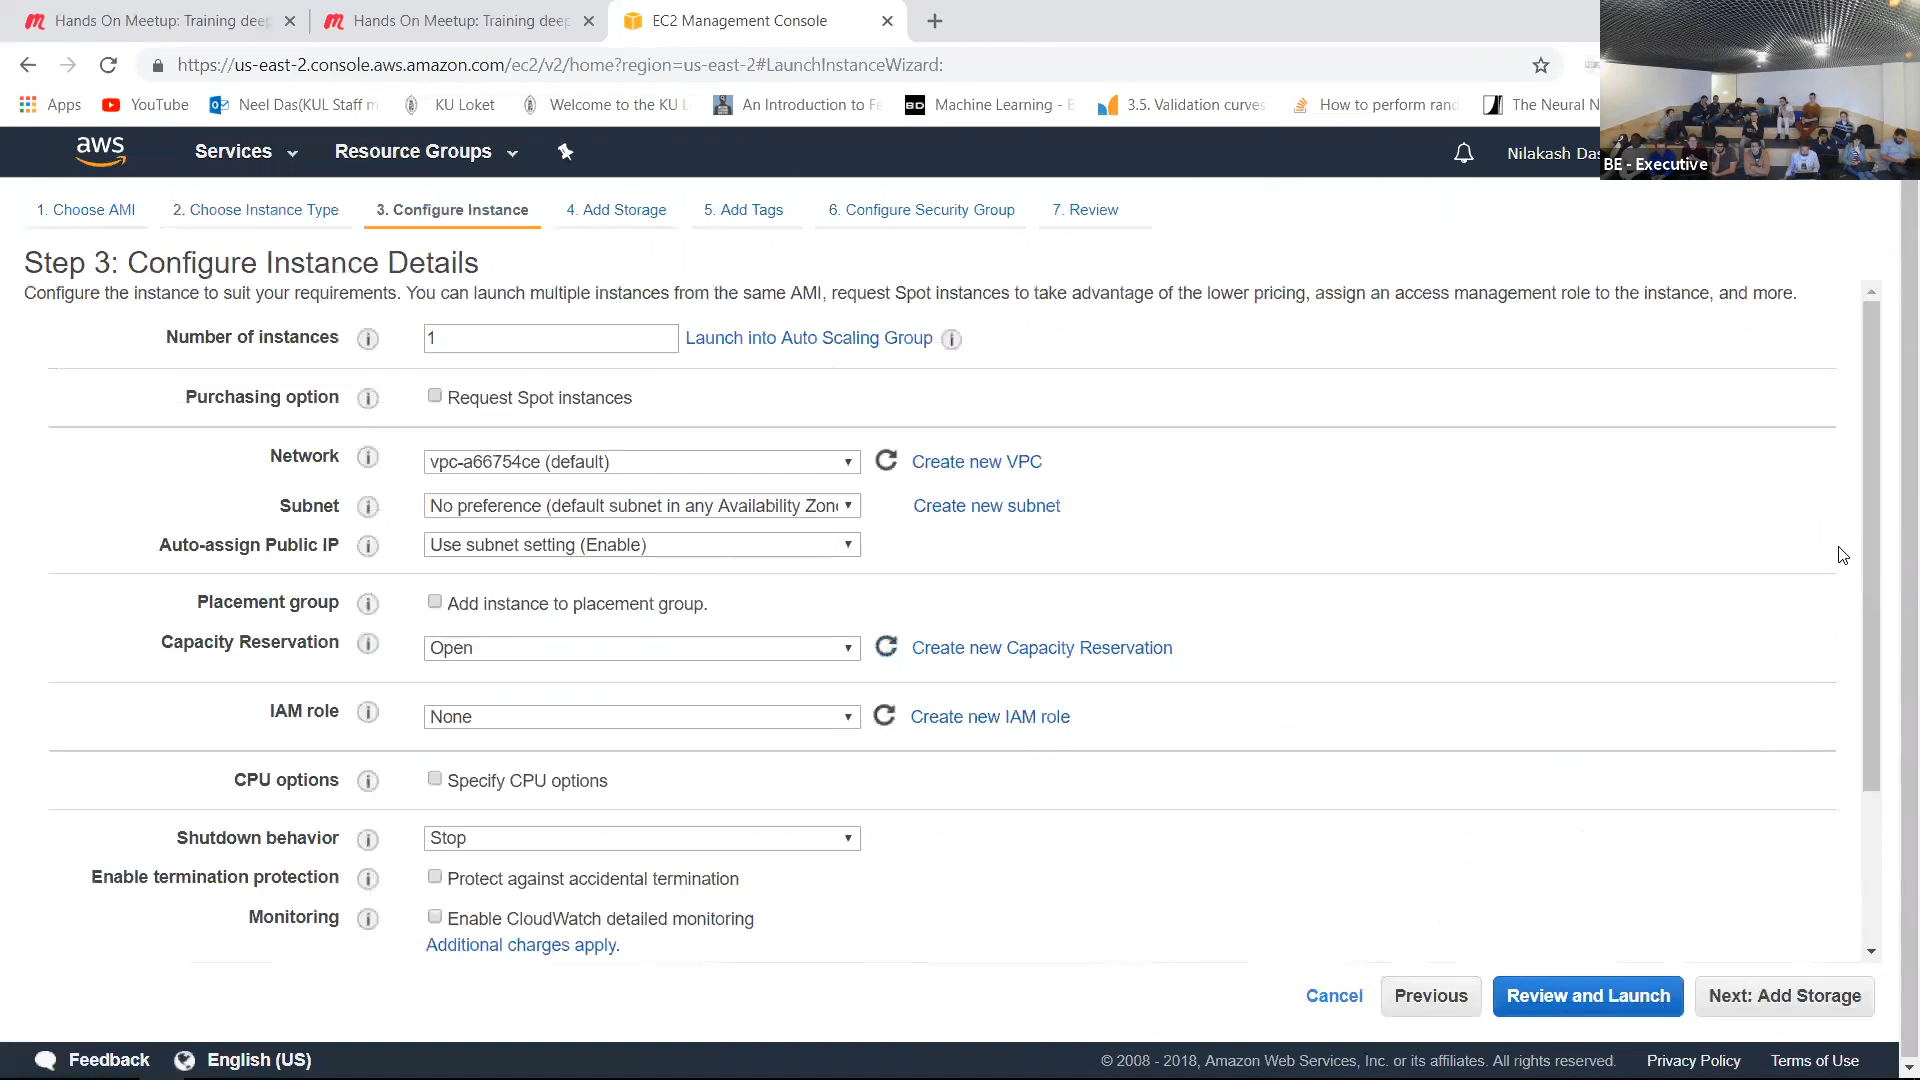 Hands On Meetup: Training deep
Hands On Meetup: Training deep
EC2 Management Console
https://us-east-2.console.aws.amazon.com/ec2/v2/home?region=us-east-2#LaunchInstanceWizard:
Apps
YouTube
Neel Das(KUL Staff m
KU Loket
Welcome to the KU L
An Introduction to Fe
BD
Machine Learning - B
3.5. Validation curves
How to perform rand
The Neural N
aws
Services
Resource Groups
Nilakash Das
BE - Executive
1. Choose AMI
2. Choose Instance Type
3. Configure Instance
4. Add Storage
5. Add Tags
6. Configure Security Group
7. Review
Step 3: Configure Instance Details
Configure the instance to suit your requirements. You can launch multiple instances from the same AMI, request Spot instances to take advantage of the lower pricing, assign an access management role to the instance, and more.
Number of instances
1
Launch into Auto Scaling Group
Purchasing option
Request Spot instances
Network
vpc-a66754ce (default)
Create new VPC
Subnet
No preference (default subnet in any Availability Zon
Create new subnet
Auto-assign Public IP
Use subnet setting (Enable)
Placement group
Add instance to placement group.
Capacity Reservation
Open
Create new Capacity Reservation
IAM role
None
Create new IAM role
CPU options
Specify CPU options
Shutdown behavior
Stop
Enable termination protection
Protect against accidental termination
Monitoring
Enable CloudWatch detailed monitoring
Additional charges apply.
Cancel
Previous
Review and Launch
Next: Add Storage
Feedback
English (US)
© 2008 - 2018, Amazon Web Services, Inc. or its affiliates. All rights reserved.
Privacy Policy
Terms of Use